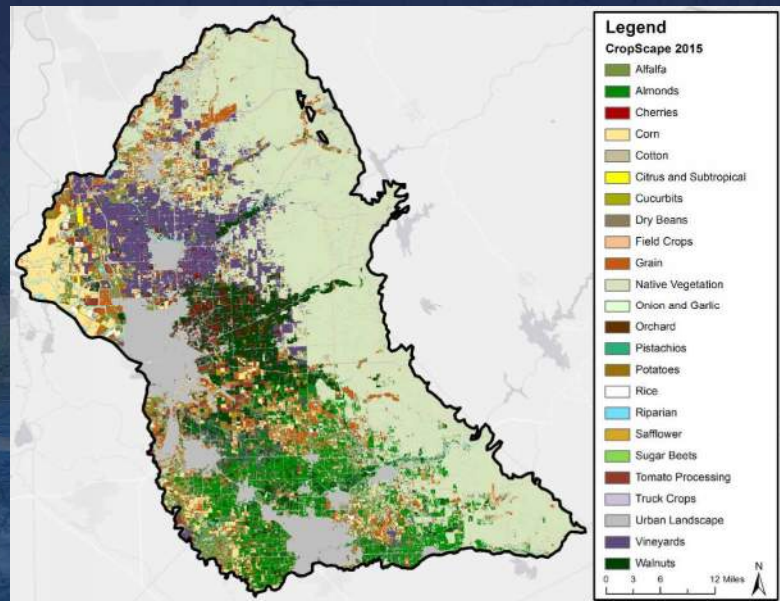 Legend
CropScape 2015
Alfalfa
Almonds
Cherries
Corn
Cotton
Citrus and Subtropical
Cucurbits
Dry Beans
Field Crops
Grain
Native Vegetation
Onion and Garlic
Orchard
Pistachios
Potatoes
Rice
Riparian
Safflower
Sugar Beets
Tomato Processing
Truck Crops
Urban Landscape
Vineyards
Walnuts
N
0 3 6 12 Miles